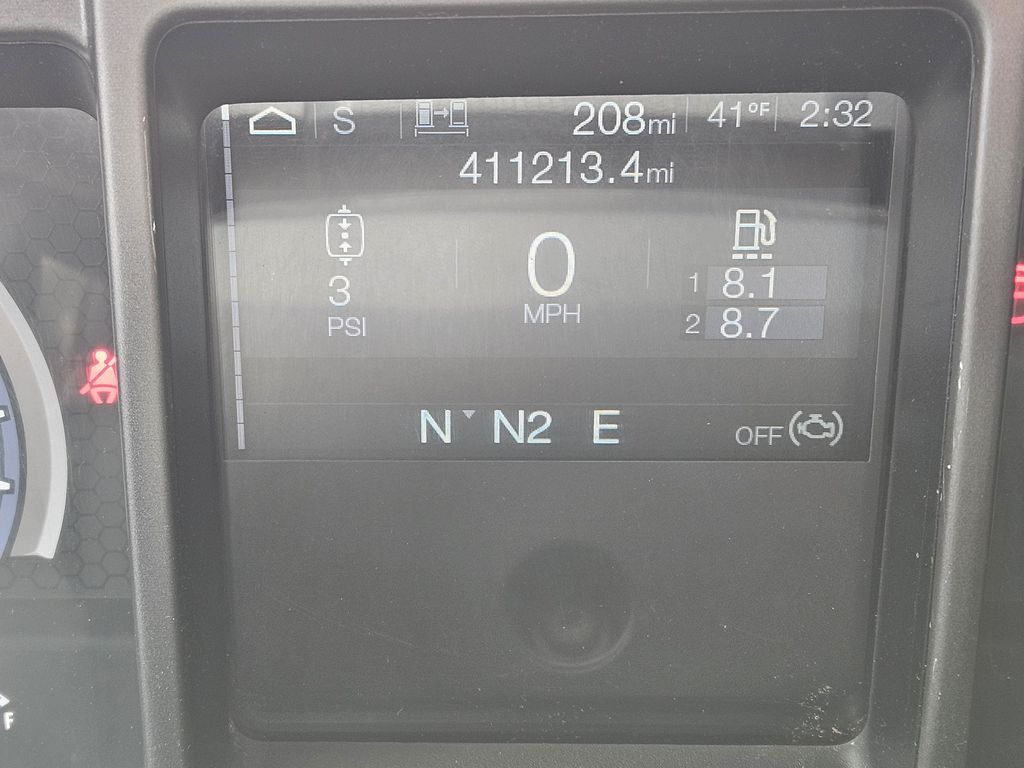 S 208mi 41°F 2:32
411213.4mi
3
PSI
0
MPH
1 8.1
2 8.7
N N2 E OFF
F